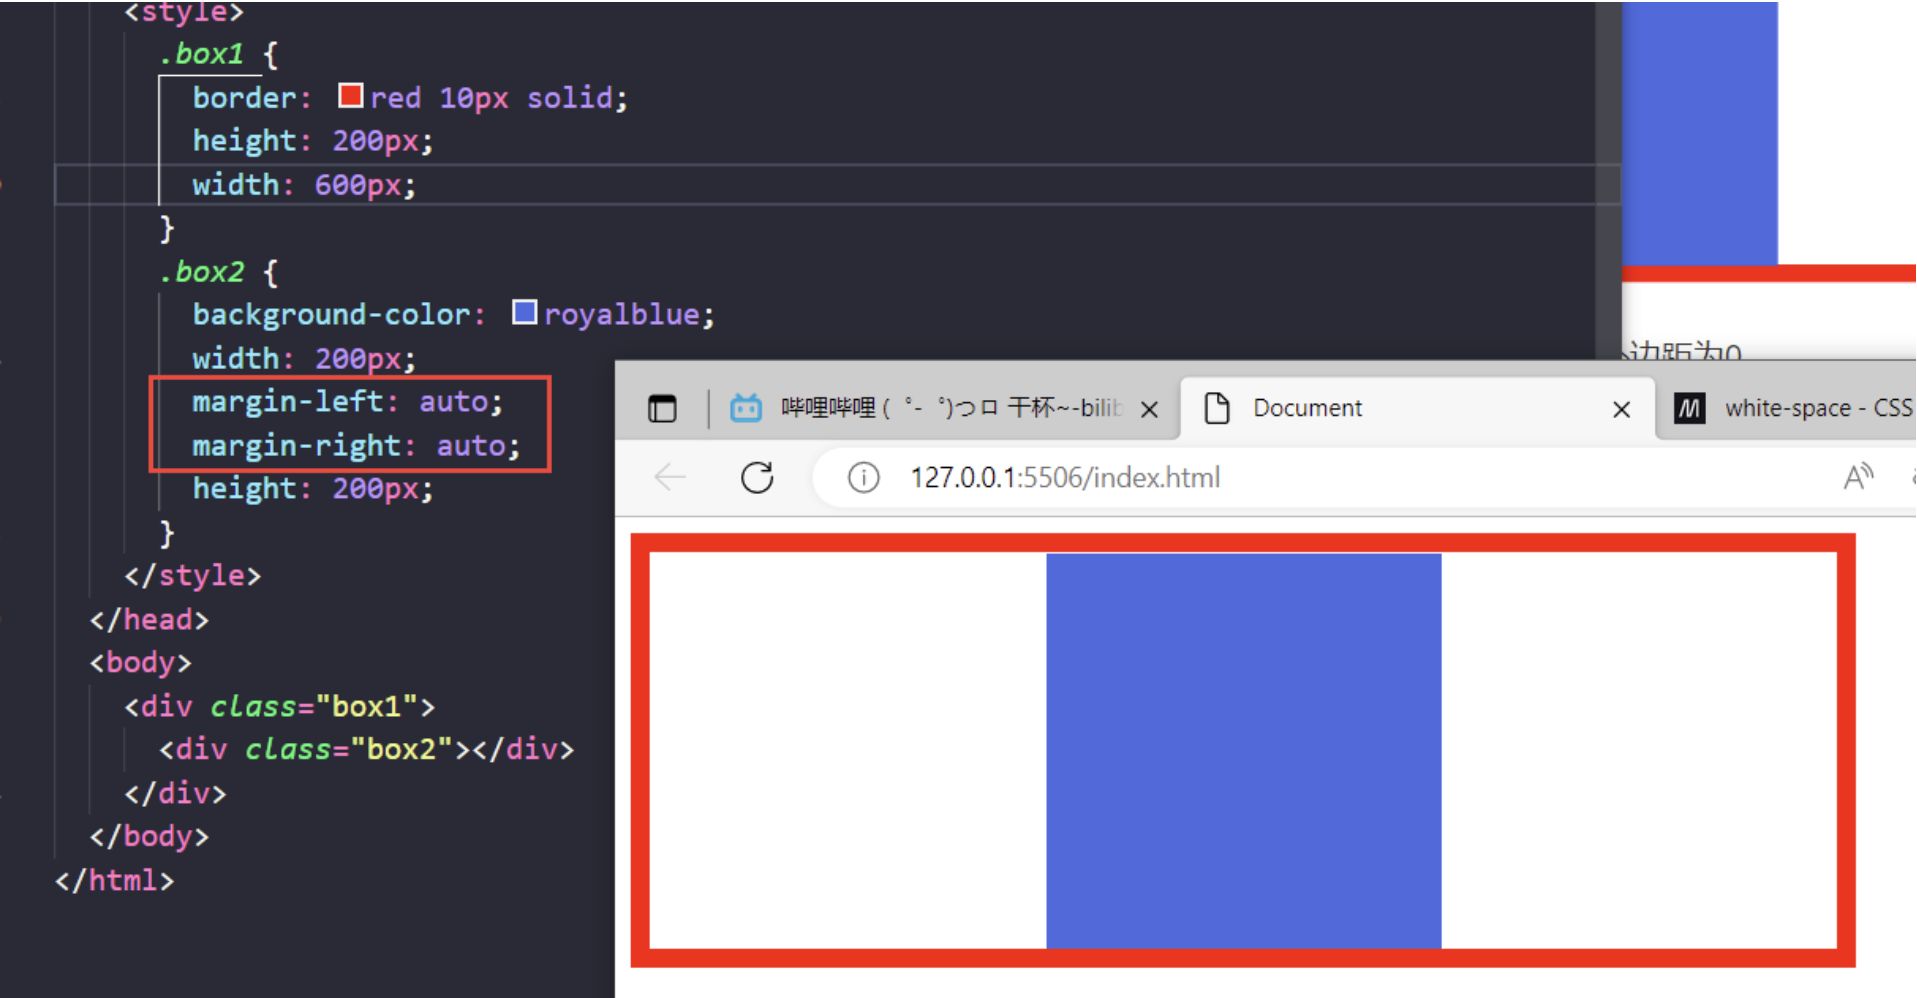 <style>
.box1 {
border: red 10px solid;
height: 200px;
width: 600px;
}
.box2 {
background-color: royalblue;
width: 200px;
margin-left: auto;
margin-right: auto;
height: 200px;
}
</style>
</head>
<body>
<div class="box1">
<div class="box2"></div>
</div>
</body>
</html>
边距为0
哔哩哔哩 (゜-゜)つロ 干杯~-bilib
Document
white-space - CSS
127.0.0.1:5506/index.html